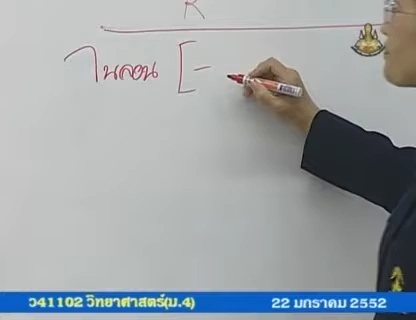 R
ไนลอน [-
ว41102 วิทยาศาสตร์(ม.4) 22 มกราคม 2552